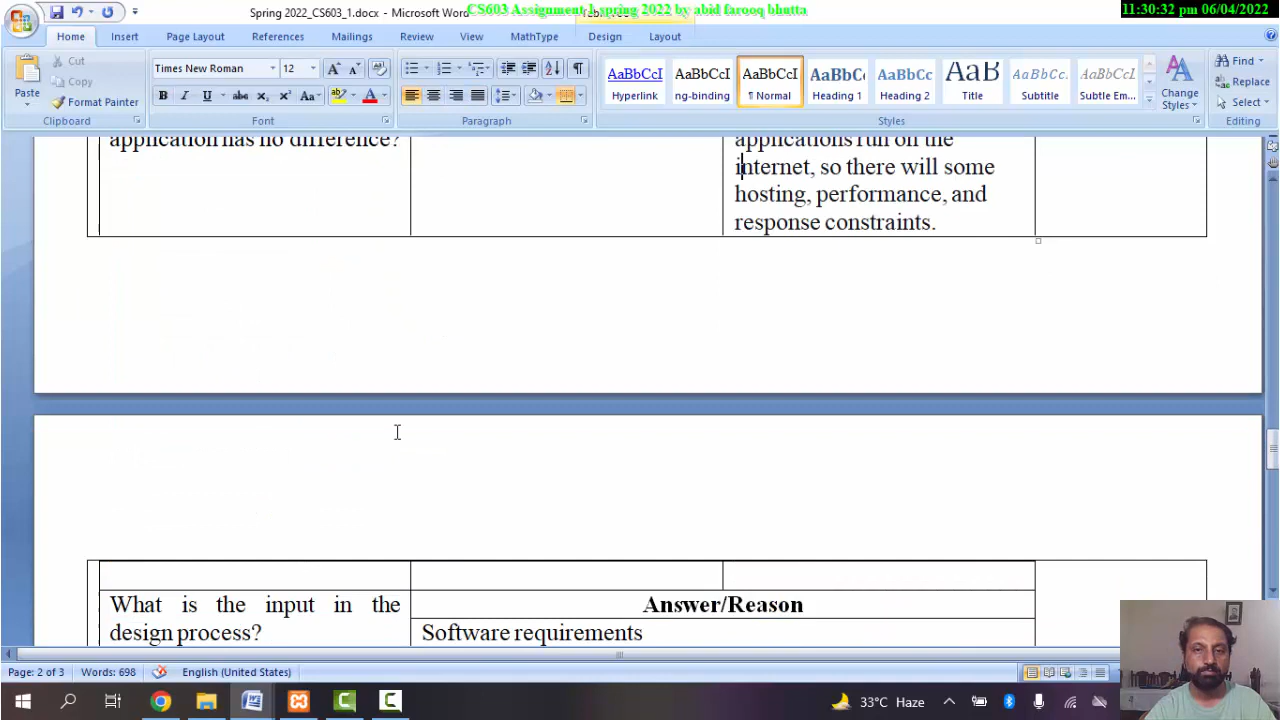 Spring 2022_CS603_1.docx - Microsoft Word
CS603 Assignment 1 spring 2022 by abid farooq bhutta
11:30:32 pm 06/04/2022
Home Insert Page Layout References Mailings Review View MathType Design Layout
Paste
Cut
Copy
Format Painter
Clipboard
Times New Roman 12
Font
Paragraph
AaBbCcI AaBbCcI AaBbCcI AaBbCc AaBbCc AaB AaBbCc. AaBbCcI
Hyperlink ng-binding ¶ Normal Heading 1 Heading 2 Title Subtitle Subtle Em...
Change Styles
Styles
Find
Replace
Select
Editing
application has no difference?
applications run on the
internet, so there will some
hosting, performance, and
response constraints.
What is the input in the
design process?
Answer/Reason
Software requirements
Page: 2 of 3 Words: 698 English (United States)
33°C Haze